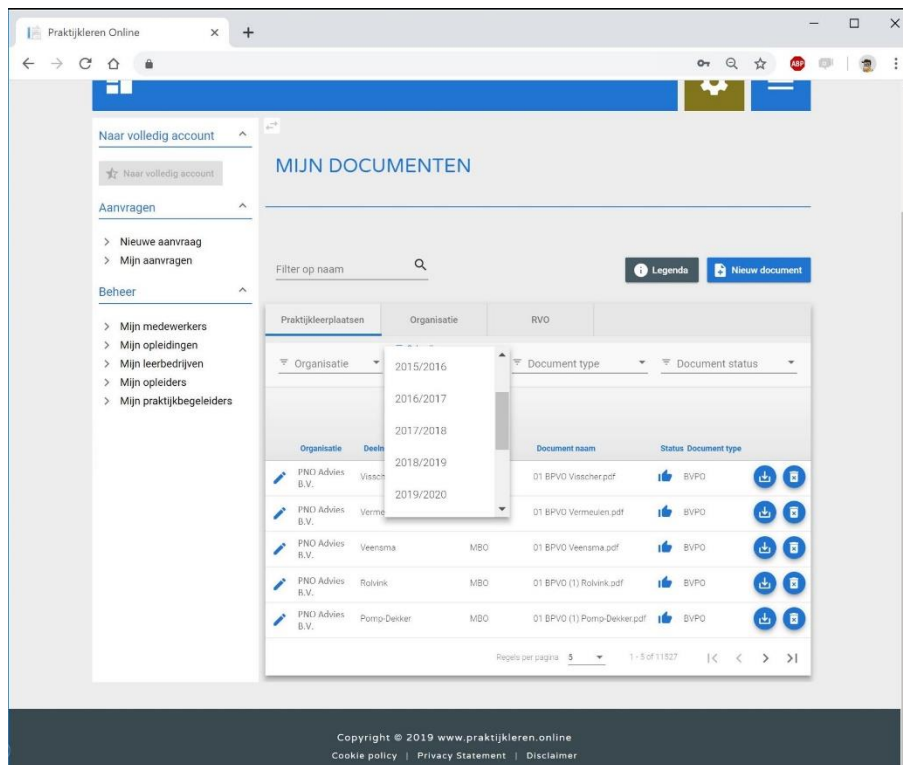 Praktijkleren Online
ABP
Naar volledig account
Naar volledig account
Aanvragen
Nieuwe aanvraag
Mijn aanvragen
Beheer
Mijn medewerkers
Mijn opleidingen
Mijn leerbedrijven
Mijn opleiders
Mijn praktijkbegeleiders
MIJN DOCUMENTEN
Filter op naam
Legenda
Nieuw document
Praktijkleerplaatsen Organisatie RVO
Organisatie Document type Document status
2015/2016
2016/2017
2017/2018
2018/2019
2019/2020
Organisatie Deeln Document naam Status Document type
PNO Advies B.V. Vissch 01 BPVO Visscher.pdf BVPO
PNO Advies B.V. Verme 01 BPVO Vermeulen.pdf BVPO
PNO Advies B.V. Veensma MBO 01 BPVO Veensma.pdf BVPO
PNO Advies B.V. Rolvink MBO 01 BPVO (1) Rolvink.pdf BVPO
PNO Advies B.V. Pomp-Dekker MBO 01 BPVO (1) Pomp-Dekker.pdf BVPO
Regels per pagina 5 1 - 5 of 11527
Copyright © 2019 www.praktijkleren.online
Cookie policy | Privacy Statement | Disclaimer